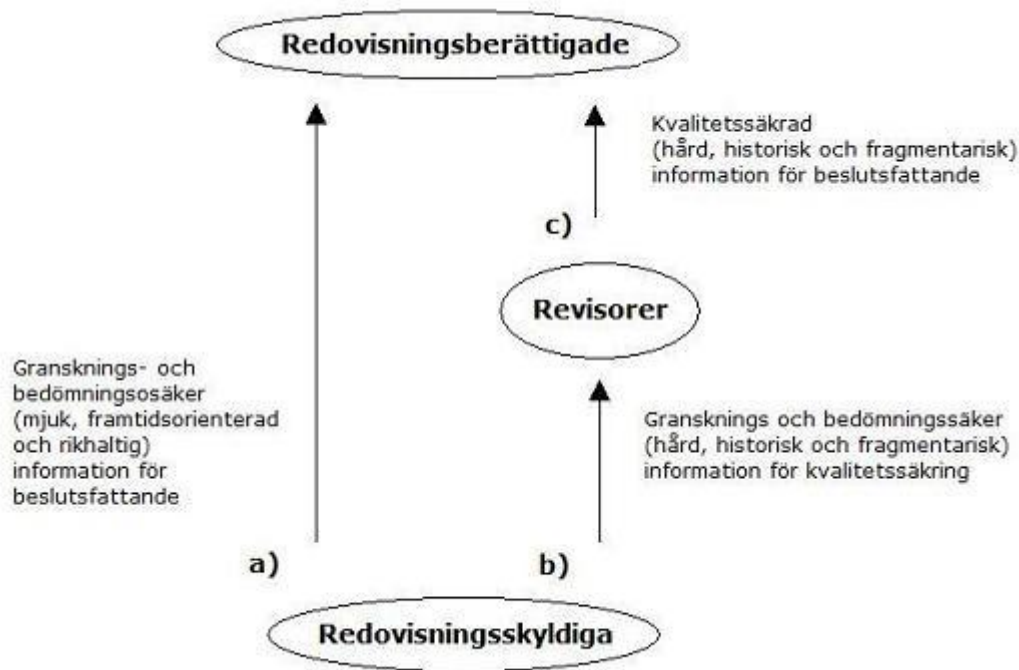 Redovisningsberättigade
Kvalitetssäkrad
(hård, historisk och fragmentarisk)
information för beslutsfattande
c)
Revisorer
Gransknings- och
bedömningsosäker
(mjuk, framtidsorienterad
och rikhaltig)
information för
beslutsfattande
Gransknings och bedömningssäker
(hård, historisk och fragmentarisk)
information för kvalitetssäkring
a)
b)
Redovisningsskyldiga